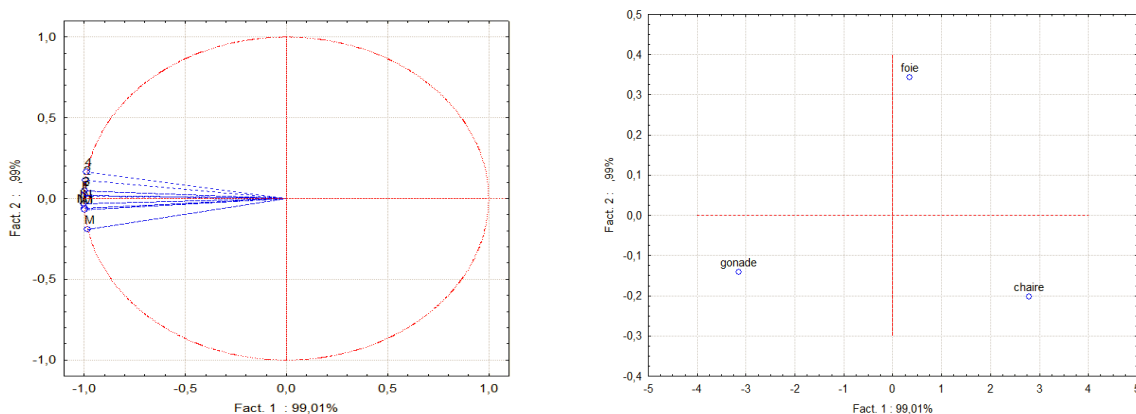 1,0
0,5
0,0
-0,5
-1,0
Fact. 2 : ,99%
4
M
-1,0 -0,5 0,0 0,5 1,0
Fact. 1 : 99,01%
0,5
0,4
0,3
0,2
0,1
0,0
-0,1
-0,2
-0,3
-0,4
Fact. 2 : ,99%
foie
gonade
chaire
-5 -4 -3 -2 -1 0 1 2 3 4 5
Fact. 1 : 99,01%